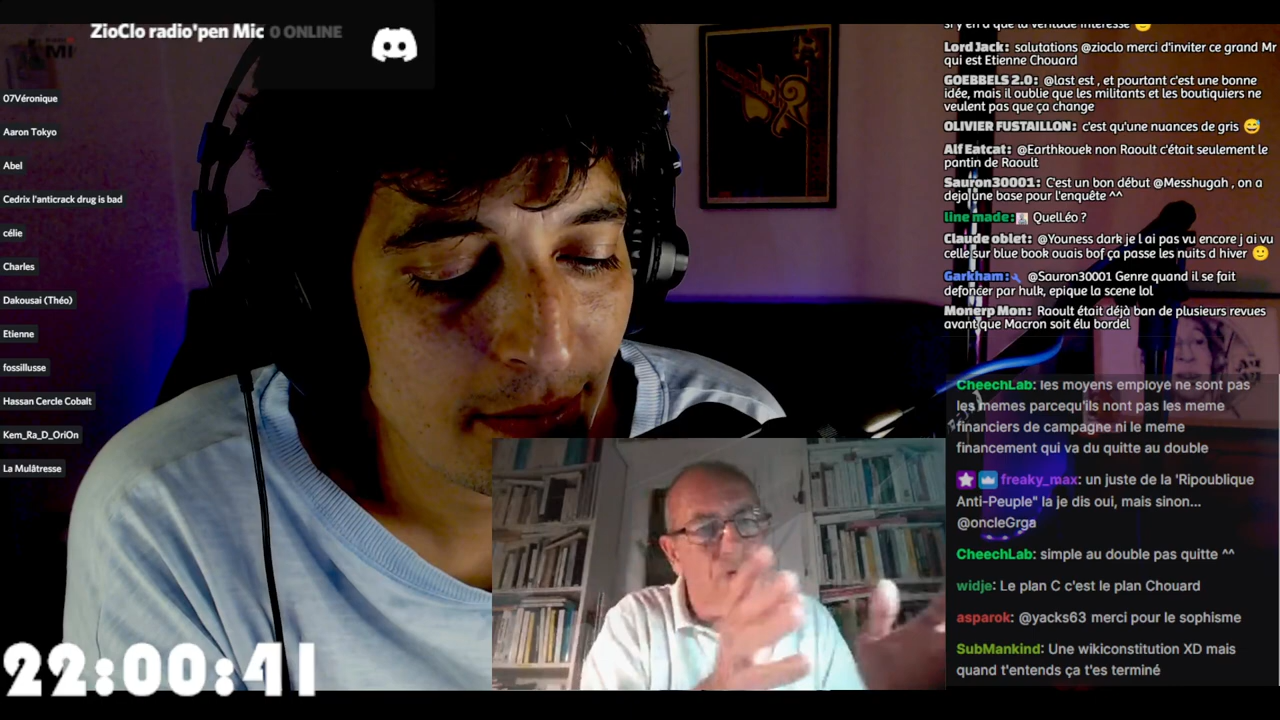 ZioClo radio'pen Mic 0 ONLINE
07Véronique
Aaron Tokyo
Abel
Cedrix l'anticrack drug is bad
célie
Charles
Dakousai (Théo)
Etienne
fossillusse
Hassan Cercle Cobalt
Kem_Ra_D_OriOn
La Mulâtresse
22:00:41
si y en a que la véritude intéresse
Lord Jack: salutations @zioclo merci d'inviter ce grand Mr
qui est Etienne Chouard
GOEBBELS 2.0: @last est , et pourtant c'est une bonne
idée, mais il oublie que les militants et les boutiquiers ne
veulent pas que ça change
OLIVIER FUSTAILLON: c'est qu'une nuances de gris 😅
Alf Eatcat: @Earthkouek non Raoult c'était seulement le
pantin de Raoult
Sauron30001: C'est un bon début @Messhugah , on a
deja une base pour l'enquête ^^
line made: Quel Léo ?
Claude oblet: @Youness dark je l ai pas vu encore j ai vu
celle sur blue book ouais bof ça passe les nuits d hiver 🙂
Garkham: @Sauron30001 Genre quand il se fait
defoncer par hulk, epique la scene lol
Monerp Mon: Raoult était déjà ban de plusieurs revues
avant que Macron soit élu bordel
CheechLab: les moyens employe ne sont pas
les memes parcequ'ils nont pas les meme
financiers de campagne ni le meme
financement qui va du quitte au double
freaky_max: un juste de la 'Ripoublique
Anti-Peuple" la je dis oui, mais sinon...
@oncleGrga
CheechLab: simple au double pas quitte ^^
widje: Le plan C c'est le plan Chouard
asparok: @yacks63 merci pour le sophisme
SubMankind: Une wikiconstitution XD mais
quand t'entends ça t'es terminé